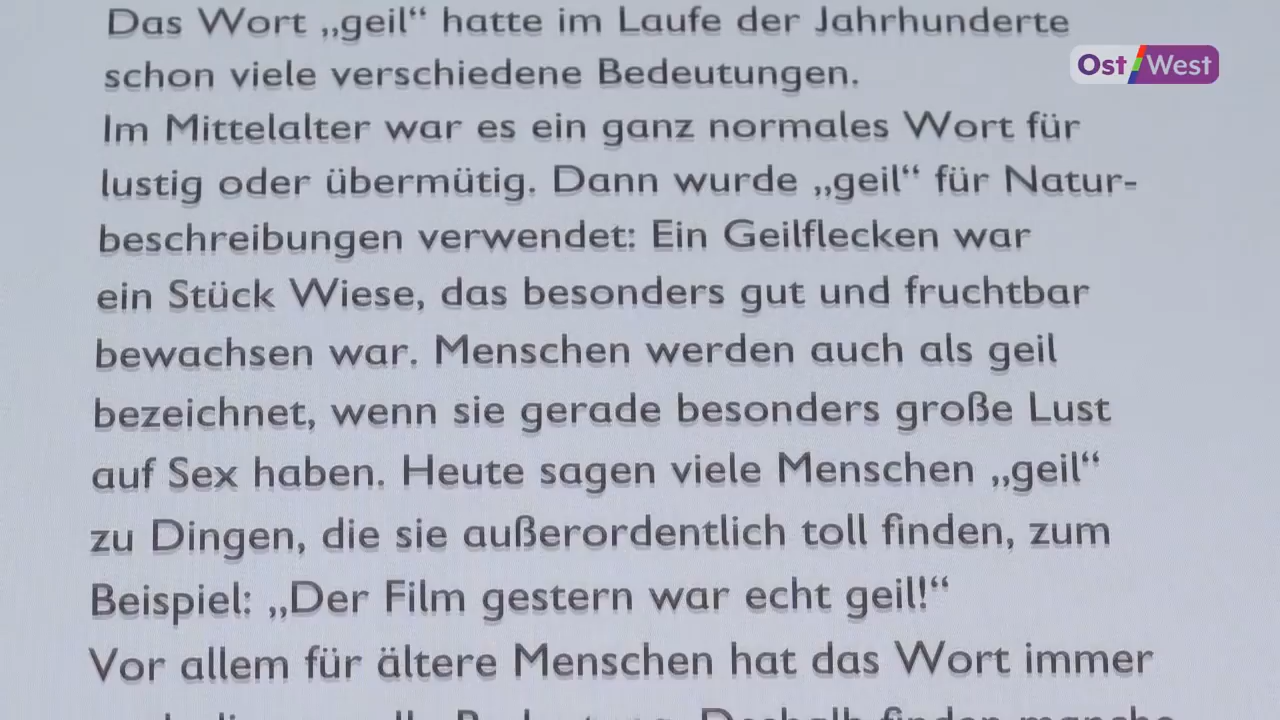 Das Wort „geil“ hatte im Laufe der Jahrhunderte
schon viele verschiedene Bedeutungen.
Ost/West
Im Mittelalter war es ein ganz normales Wort für
lustig oder übermütig. Dann wurde „geil“ für Natur-
beschreibungen verwendet: Ein Geilflecken war
ein Stück Wiese, das besonders gut und fruchtbar
bewachsen war. Menschen werden auch als geil
bezeichnet, wenn sie gerade besonders große Lust
auf Sex haben. Heute sagen viele Menschen „geil“
zu Dingen, die sie außerordentlich toll finden, zum
Beispiel: „Der Film gestern war echt geil!“
Vor allem für ältere Menschen hat das Wort immer